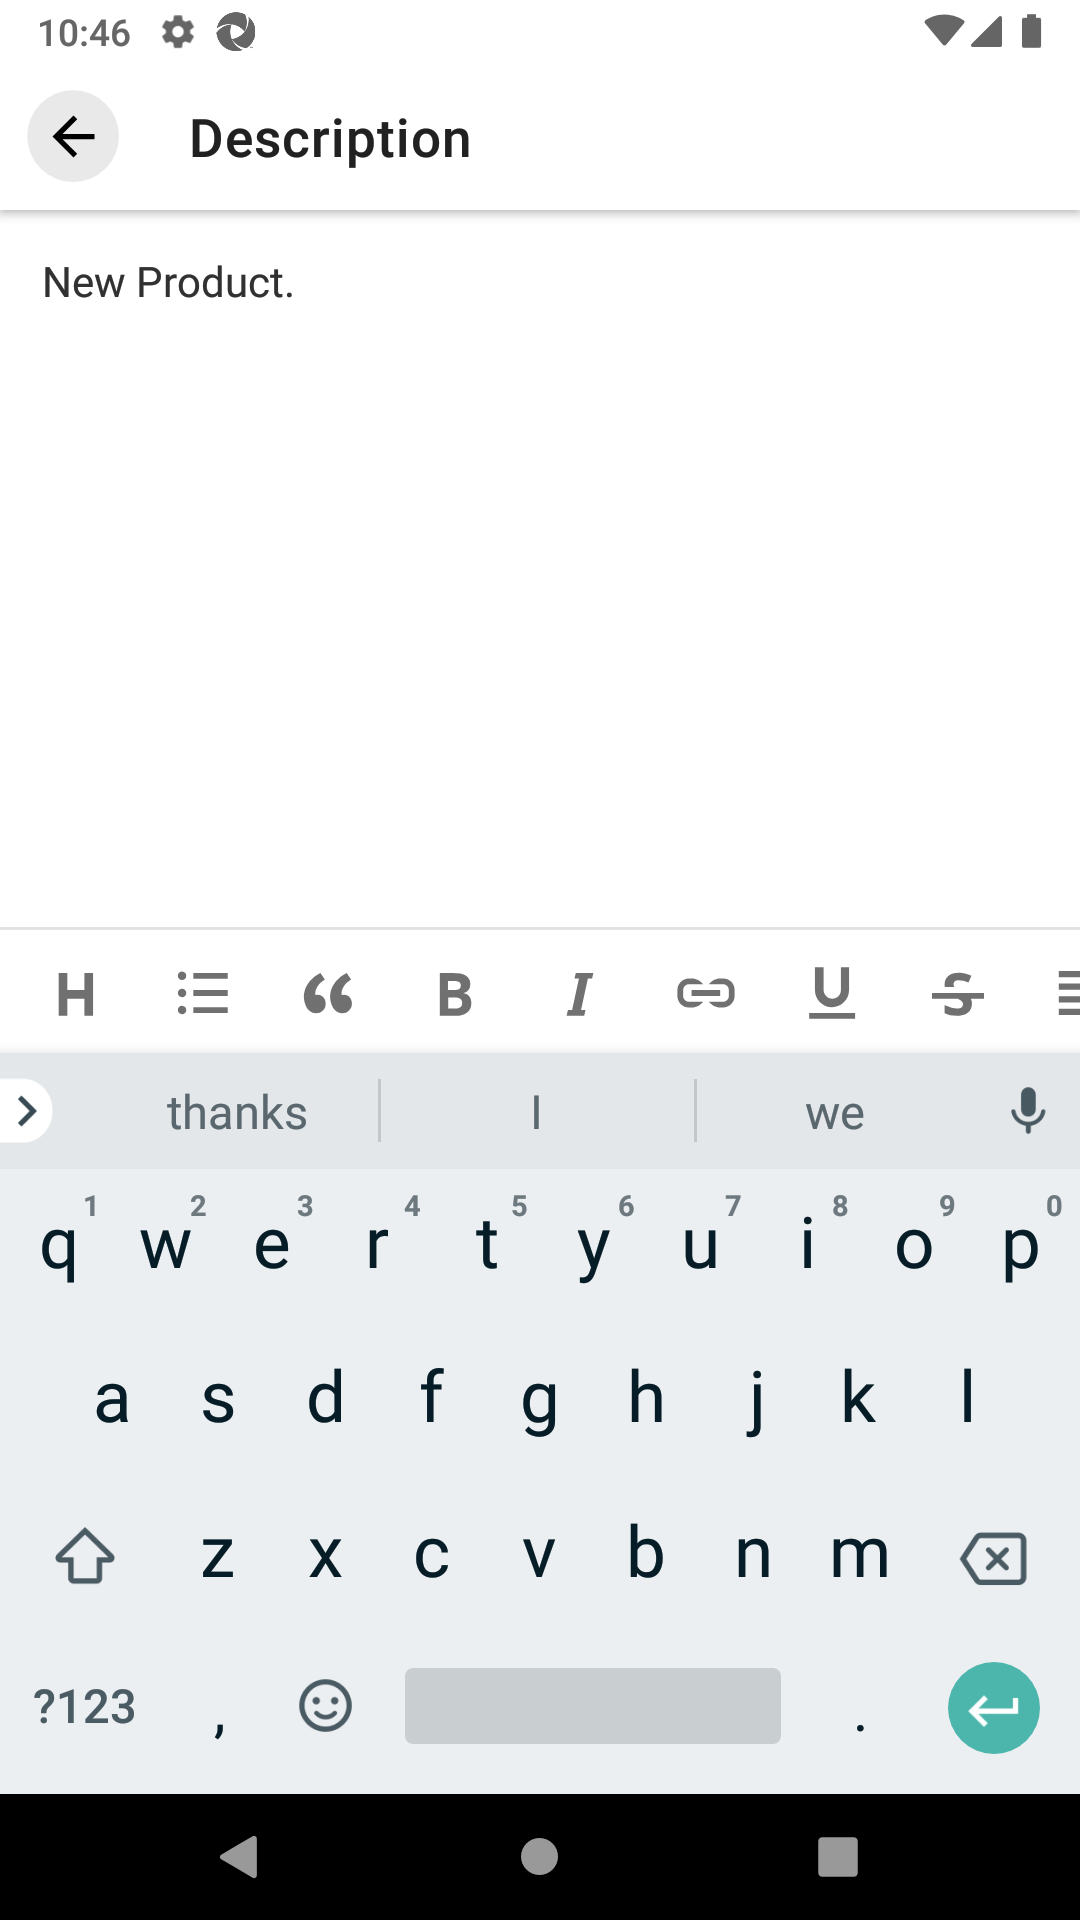 10:46
Description
New Product.
H B I U S
thanks I we
1 2 3 4 5 6 7 8 9 0
q w e r t y u i o p
a s d f g h j k l
z x c v b n m
?123 , .